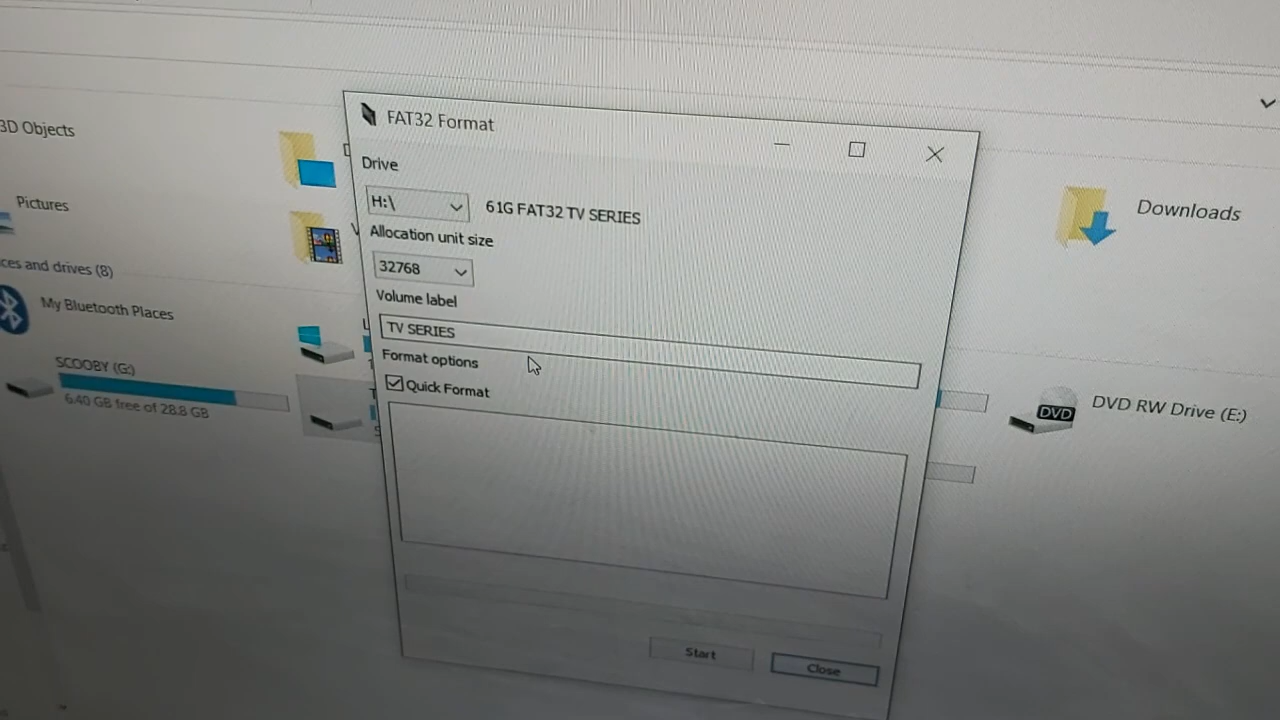 FAT32 Format
Drive
H:\
61G FAT32 TV SERIES
Allocation unit size
32768
Volume label
TV SERIES
Format options
Quick Format
Start
Close
3D Objects
Pictures
ces and drives (8)
My Bluetooth Places
SCOOBY (G:)
6.40 GB free of 28.8 GB
Downloads
DVD
DVD RW Drive (E:)